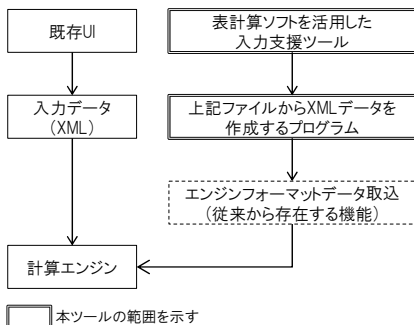 既存UI
表計算ソフトを活用した
入力支援ツール
入力データ
（XML）
上記ファイルからXMLデータを
作成するプログラム
エンジンフォーマットデータ取込
（従来から存在する機能）
計算エンジン
本ツールの範囲を示す